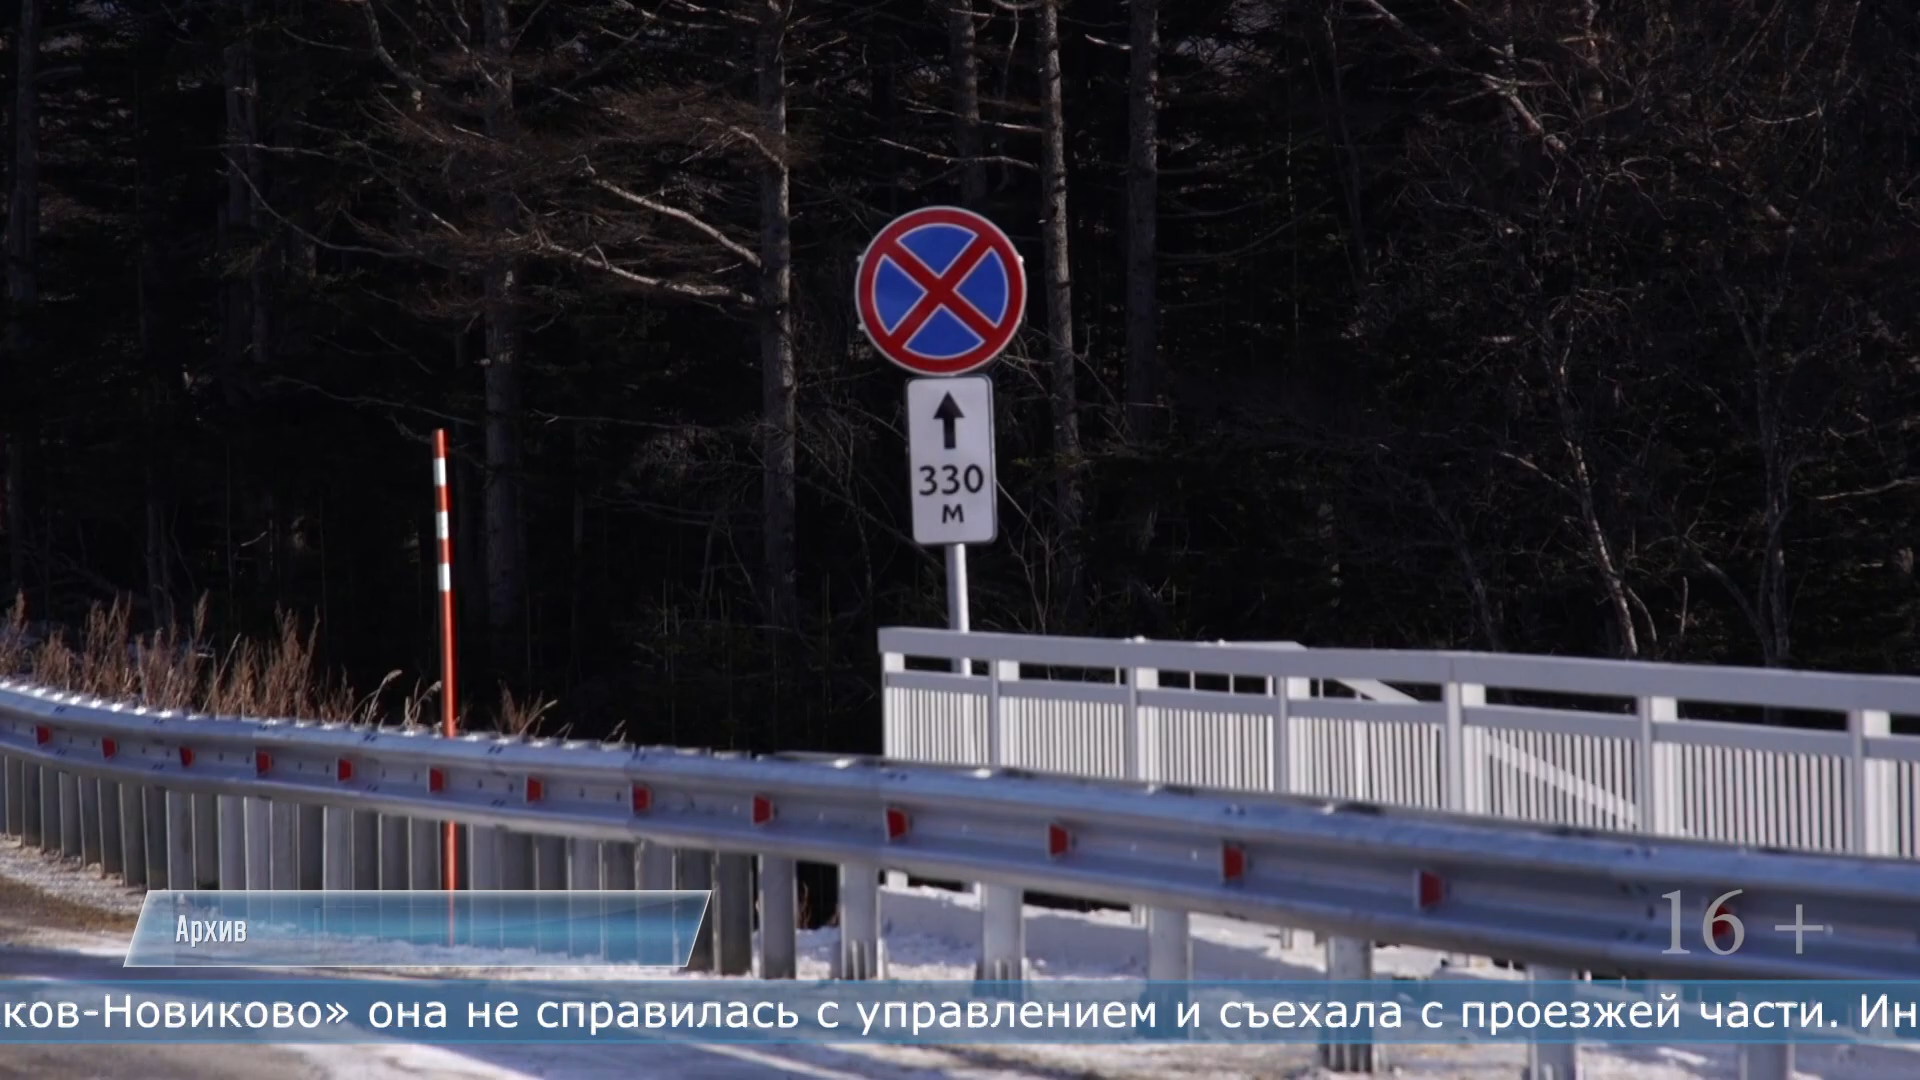 330
м
Архив
16 +
ков-Новиково» она не справилась с управлением и съехала с проезжей части. Ин